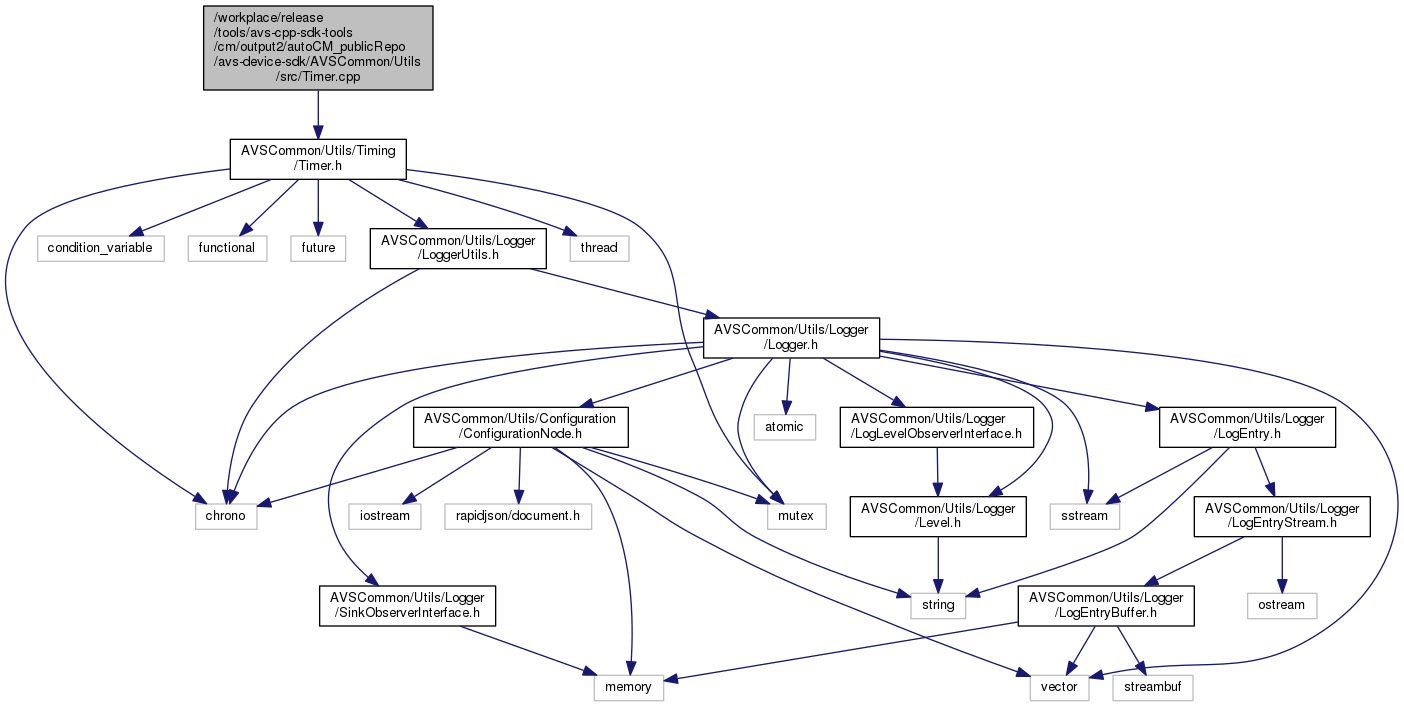 /workplace/release
/tools/avs-cpp-sdk-tools
/cm/output2/autoCM_publicRepo
/avs-device-sdk/AVSCommon/Utils
/src/Timer.cpp
AVSCommon/Utils/Timing
/Timer.h
condition_variable
functional
future
AVSCommon/Utils/Logger
/LoggerUtils.h
thread
AVSCommon/Utils/Logger
/Logger.h
AVSCommon/Utils/Configuration
/ConfigurationNode.h
atomic
AVSCommon/Utils/Logger
/LogLevelObserverInterface.h
AVSCommon/Utils/Logger
/LogEntry.h
chrono
iostream
rapidjson/document.h
mutex
AVSCommon/Utils/Logger
/Level.h
sstream
AVSCommon/Utils/Logger
/LogEntryStream.h
AVSCommon/Utils/Logger
/SinkObserverInterface.h
string
AVSCommon/Utils/Logger
/LogEntryBuffer.h
ostream
memory
vector
streambuf